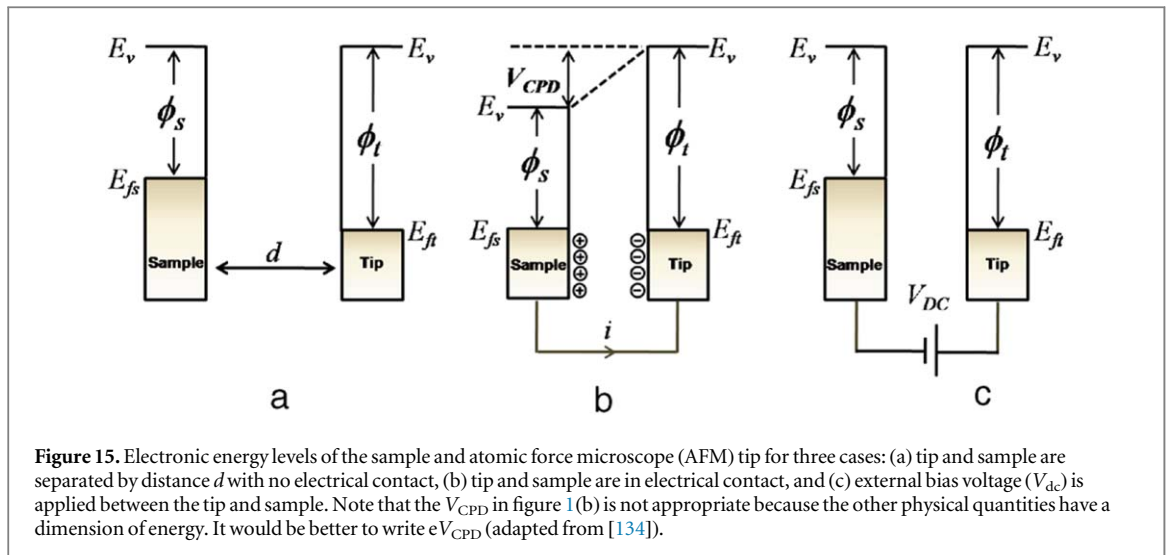 E_v E_v E_v E_v E_v
V_CPD
E_v
ϕ_s ϕ_t ϕ_s ϕ_t ϕ_s ϕ_t
E_fs E_fs
E_ft E_fs E_ft E_ft
Sample d Tip Sample ⊕ ⊕ ⊕ ⊕ ⊖ ⊖ ⊖ ⊖ Tip Sample Tip
V_DC
i
a b c
Figure 15. Electronic energy levels of the sample and atomic force microscope (AFM) tip for three cases: (a) tip and sample are
separated by distance d with no electrical contact, (b) tip and sample are in electrical contact, and (c) external bias voltage (V_dc) is
applied between the tip and sample. Note that the V_CPD in figure 1(b) is not appropriate because the other physical quantities have a
dimension of energy. It would be better to write eV_CPD (adapted from [134]).